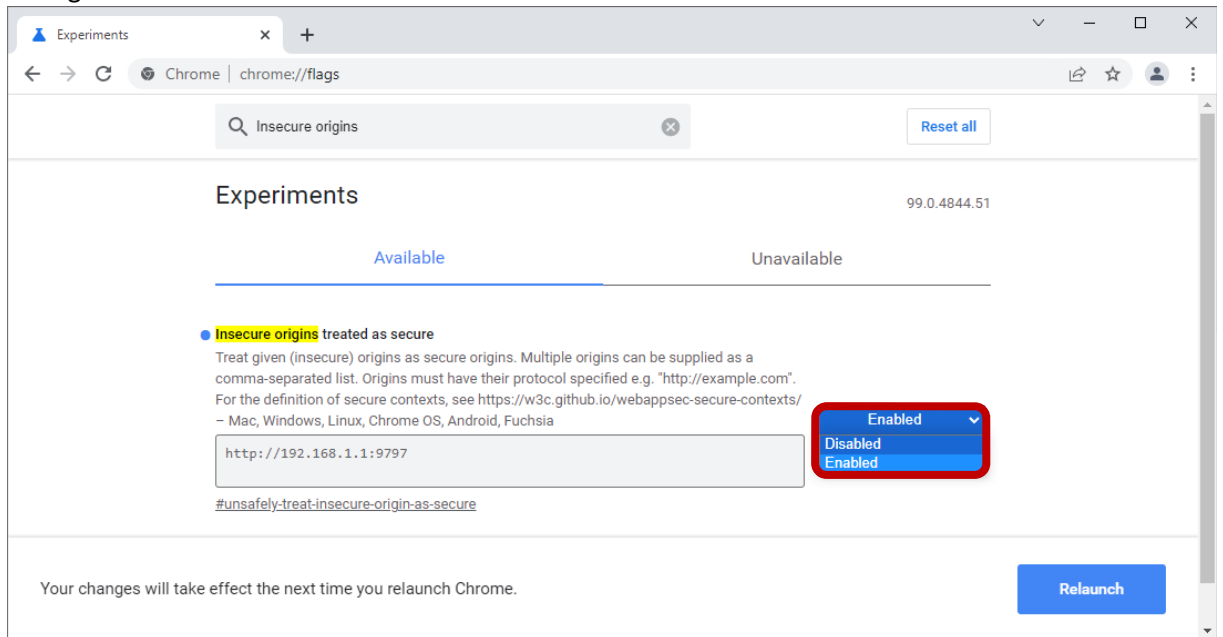 Experiments
Chrome | chrome://flags
Insecure origins
Reset all
Experiments
99.0.4844.51
Available
Unavailable
Insecure origins treated as secure
Treat given (insecure) origins as secure origins. Multiple origins can be supplied as a
comma-separated list. Origins must have their protocol specified e.g. "http://example.com".
For the definition of secure contexts, see https://w3c.github.io/webappsec-secure-contexts/
– Mac, Windows, Linux, Chrome OS, Android, Fuchsia
Enabled
Disabled
Enabled
http://192.168.1.1:9797
#unsafely-treat-insecure-origin-as-secure
Your changes will take effect the next time you relaunch Chrome.
Relaunch